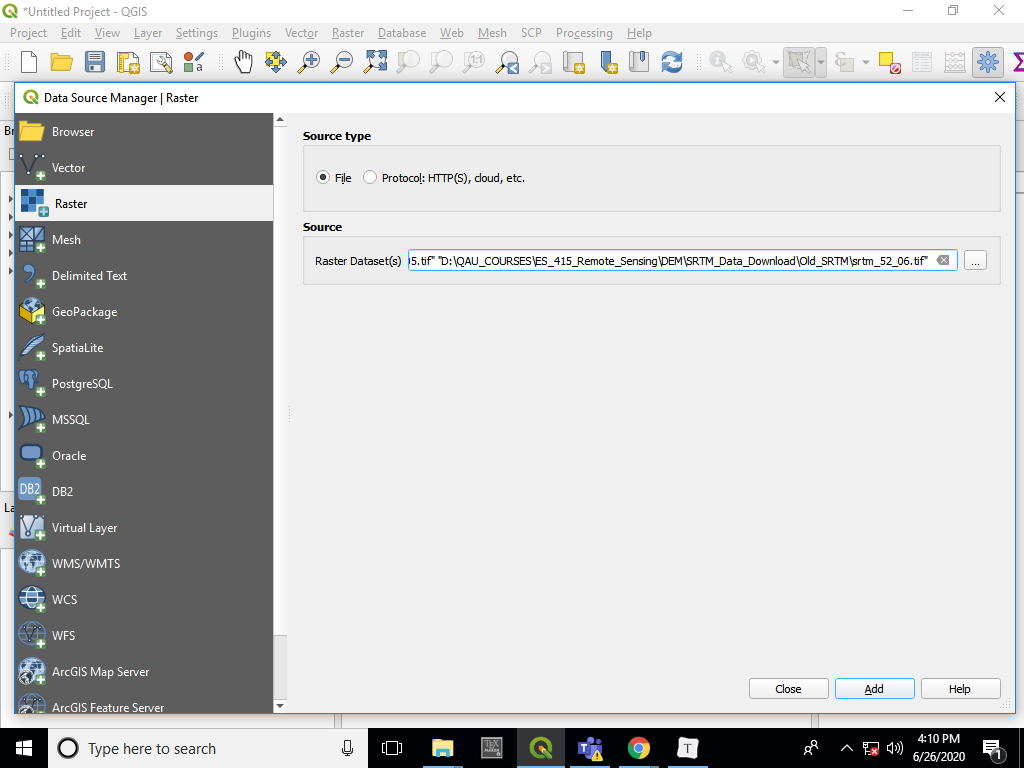 *Untitled Project - QGIS
Project Edit View Layer Settings Plugins Vector Raster Database Web Mesh SCP Processing Help
Data Source Manager | Raster
Browser
Vector
Raster
Mesh
Delimited Text
GeoPackage
SpatiaLite
PostgreSQL
MSSQL
Oracle
DB2
DB2
Virtual Layer
WMS/WMTS
WCS
WFS
ArcGIS Map Server
ArcGIS Feature Server
Source type
File Protocol: HTTP(S), cloud, etc.
Source
Raster Dataset(s) 05.tif" "D:\QAU_COURSES\ES_415_Remote_Sensing\DEM\SRTM_Data_Download\Old_SRTM\srtm_52_06.tif" ...
Close Add Help
Type here to search
4:10 PM
6/26/2020
1